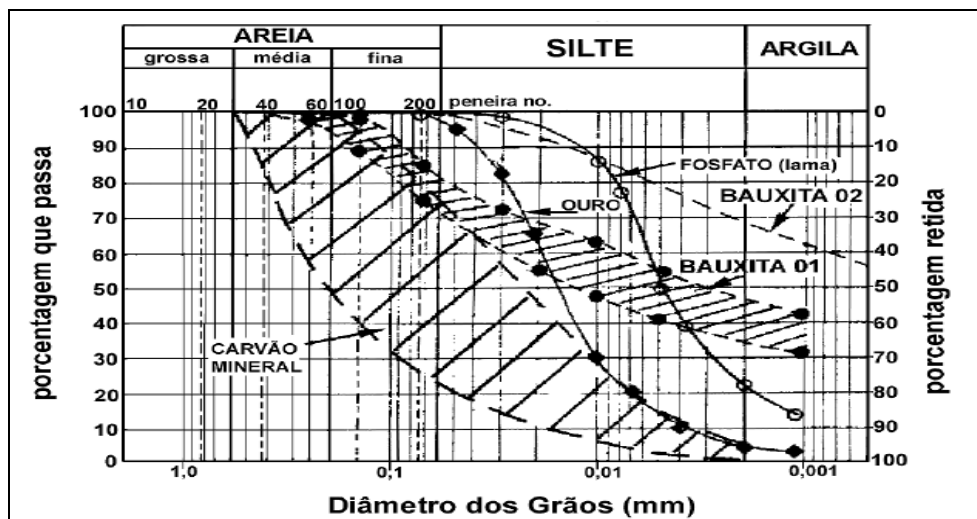 AREIA
SILTE
ARGILA
grossa
média
fina
10 20 40 60 100 200 peneira no.
100
90
80
70
60
50
40
30
20
10
0
porcentagem que passa
0
10
20
30
40
50
60
70
80
90
100
porcentagem retida
FOSFATO (lama)
BAUXITA 02
OURO
BAUXITA 01
CARVÃO
MINERAL
1,0 0,1 0,01 0,001
Diâmetro dos Grãos (mm)